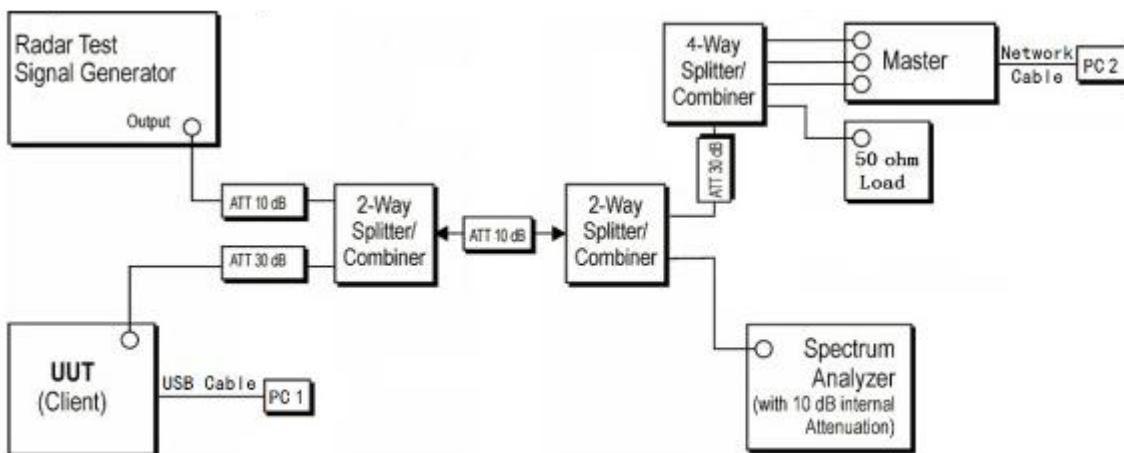 Radar Test
Signal Generator
Output
ATT 10 dB
2-Way
Splitter/
Combiner
ATT 30 dB
UUT
(Client)
USB Cable
PC 1
ATT 10 dB
2-Way
Splitter/
Combiner
ATT 30 dB
4-Way
Splitter/
Combiner
Master
Network
Cable
PC 2
50 ohm
Load
Spectrum
Analyzer
(with 10 dB internal
Attenuation)